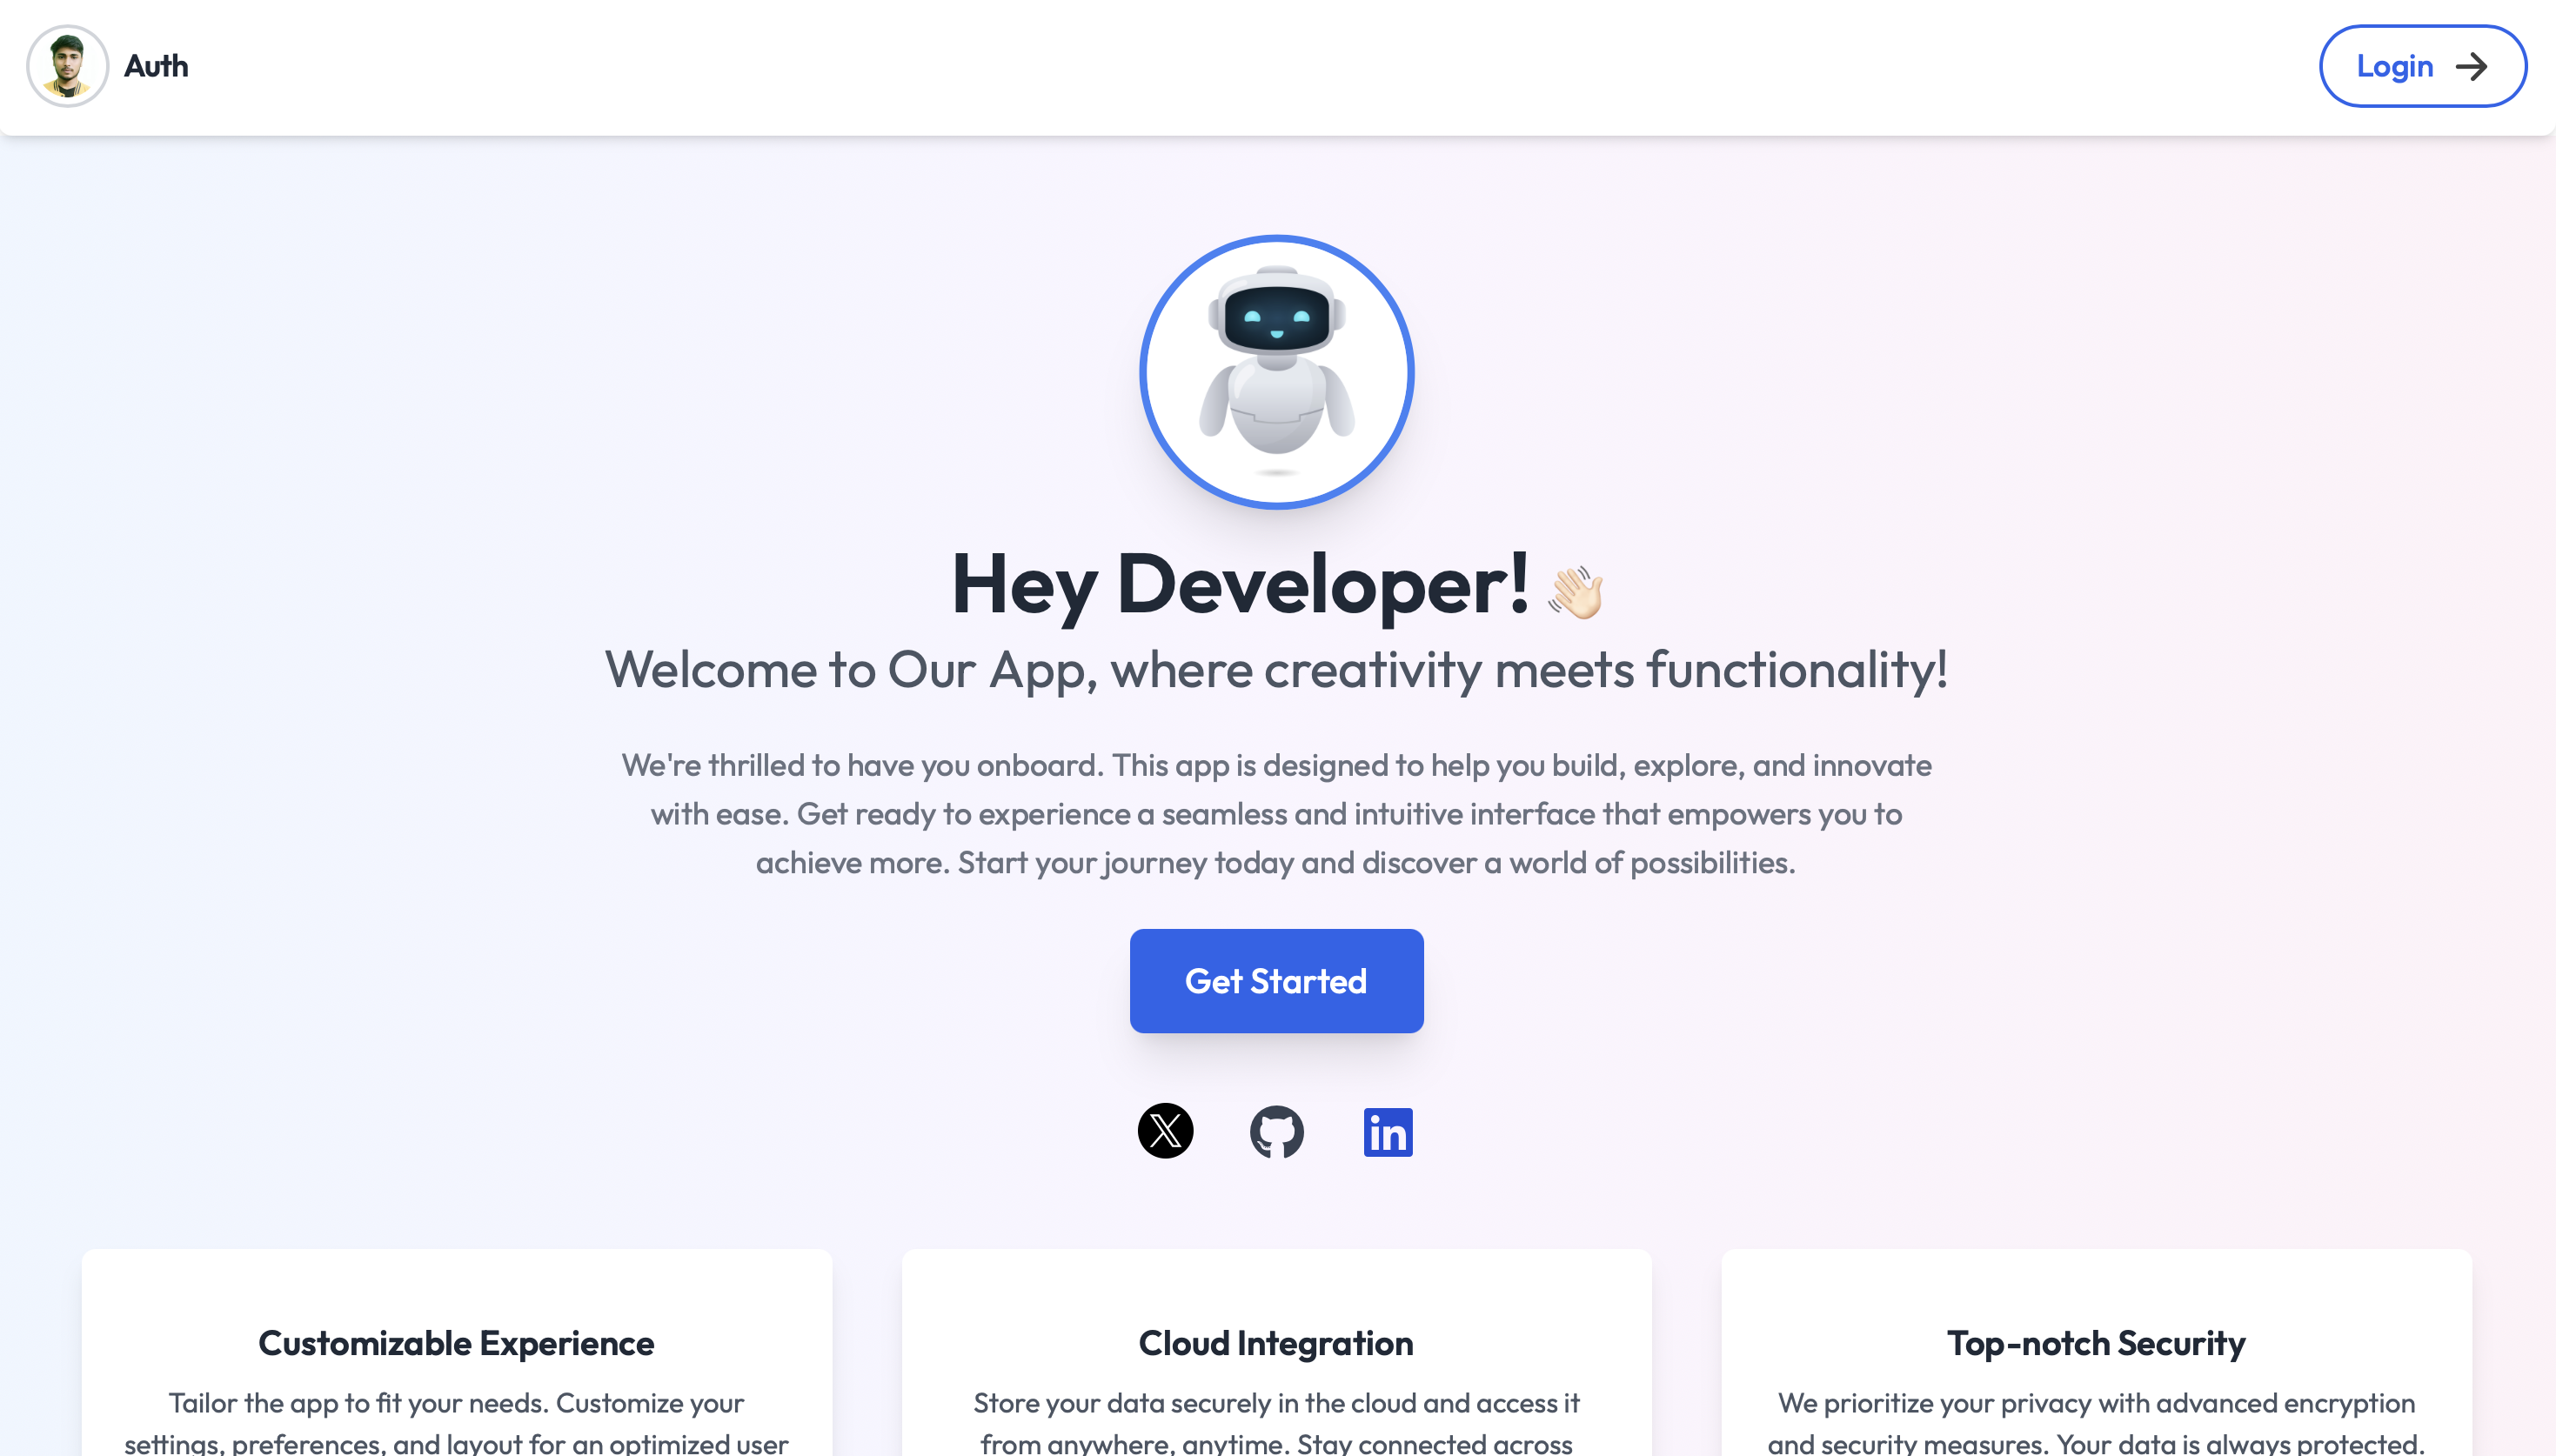 Auth
Login
Hey Developer! 👋🏻
Welcome to Our App, where creativity meets functionality!
We're thrilled to have you onboard. This app is designed to help you build, explore, and innovate
with ease. Get ready to experience a seamless and intuitive interface that empowers you to
achieve more. Start your journey today and discover a world of possibilities.
Get Started
X
in
Customizable Experience
Tailor the app to fit your needs. Customize your
settings, preferences, and layout for an optimized user
Cloud Integration
Store your data securely in the cloud and access it
from anywhere, anytime. Stay connected across
Top-notch Security
We prioritize your privacy with advanced encryption
and security measures. Your data is always protected.